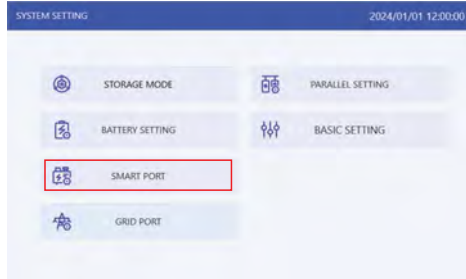 SYSTEM SETTING 2024/01/01 12:00:00
STORAGE MODE PARALLEL SETTING
BATTERY SETTING BASIC SETTING
SMART PORT
GRID PORT